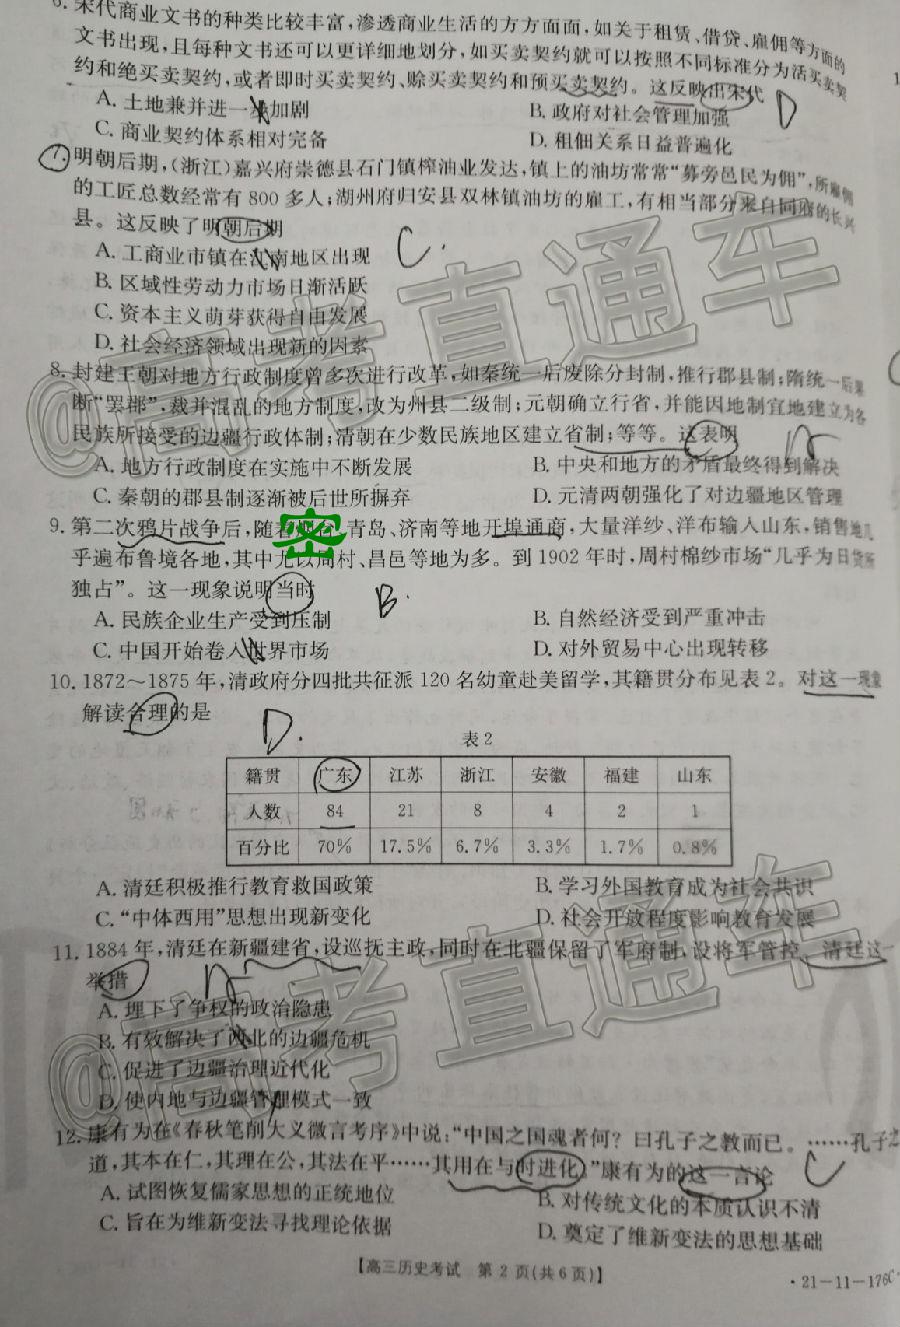 6. 宋代商业文书的种类比较丰富，渗透商业生活的方方面面，如关于租赁、借贷、雇佣等方面的
文书出现，且每种文书还可以更详细地划分，如买卖契约就可以按照不同标准分为活买卖契
约和绝买卖契约，或者即时买卖契约、赊买卖契约和预买卖契约。这反映出宋代
D
A. 土地兼并进一步加剧 B. 政府对社会管理加强
C. 商业契约体系相对完备 D. 租佃关系日益普遍化
7. 明朝后期，(浙江)嘉兴府崇德县石门镇榨油业发达，镇上的油坊常常“募旁邑民为佣”，所雇佣
的工匠总数经常有 800 多人；湖州府归安县双林镇油坊的雇工，有相当部分来自同府的长兴
县。这反映了明朝后期
C.
A. 工商业市镇在江南地区出现
B. 区域性劳动力市场日渐活跃
C. 资本主义萌芽获得自由发展
D. 社会经济领域出现新的因素
8. 封建王朝对地方行政制度曾多次进行改革，如秦统一后废除分封制，推行郡县制；隋统一后果
断“罢郡”，裁并混乱的地方制度，改为州县二级制；元朝确立行省，并能因地制宜地建立为各
民族所接受的边疆行政体制；清朝在少数民族地区建立省制；等等。这表明
A. 地方行政制度在实施中不断发展 B. 中央和地方的矛盾最终得到解决
C. 秦朝的郡县制逐渐被后世所摒弃 D. 元清两朝强化了对边疆地区管理
9. 第二次鸦片战争后，随着烟台、青岛、济南等地开埠通商，大量洋纱、洋布输入山东，销售地几
密
乎遍布鲁境各地，其中尤以周村、昌邑等地为多。到 1902 年时，周村棉纱市场“几乎为日货所
独占”。这一现象说明当时
B.
A. 民族企业生产受到压制 B. 自然经济受到严重冲击
C. 中国开始卷入世界市场 D. 对外贸易中心出现转移
10. 1872～1875 年，清政府分四批共征派 120 名幼童赴美留学，其籍贯分布见表 2。对这一现象
解读合理的是
D.
表 2
籍贯 广东 江苏 浙江 安徽 福建 山东
人数 84 21 8 4 2 1
百分比 70% 17.5% 6.7% 3.3% 1.7% 0.8%
A. 清廷积极推行教育救国政策 B. 学习外国教育成为社会共识
C. “中体西用”思想出现新变化 D. 社会开放程度影响教育发展
11. 1884 年，清廷在新疆建省，设巡抚主政，同时在北疆保留了军府制，设将军管控。清廷这一
举措
A. 埋下了争权的政治隐患
B. 有效解决了西北的边疆危机
C. 促进了边疆治理近代化
D. 使内地与边疆管理模式一致
12. 康有为在《春秋笔削大义微言考序》中说：“中国之国魂者何？曰孔子之教而已。……孔子之
道，其本在仁，其理在公，其法在平……其用在与时进化。”康有为的这一言论
C
A. 试图恢复儒家思想的正统地位 B. 对传统文化的本质认识不清
C. 旨在为维新变法寻找理论依据 D. 奠定了维新变法的思想基础
【高三历史考试 第 2 页(共 6 页)】
·21-11-176C·
@高考直通车
@高考直通车